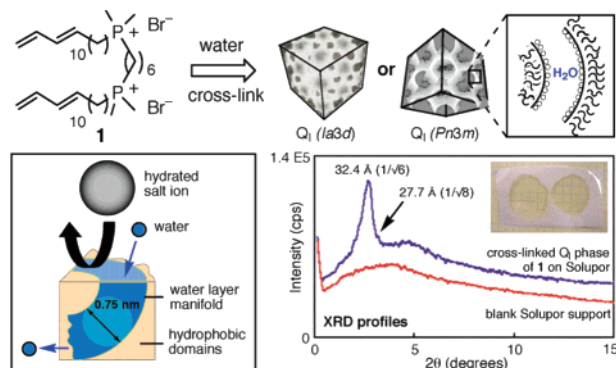 P+
Br−
10
6
P+
Br−
10
1
water
cross-link
or
QI (Ia3d)
QI (Pn3m)
H2O
hydrated
salt ion
water
0.75 nm
water layer
manifold
hydrophobic
domains
1.4 E5
Intensity (cps)
0
32.4 Å (1/√6)
27.7 Å (1/√8)
cross-linked QI phase
of 1 on Solupor
blank Solupor support
XRD profiles
0
5
10
15
2θ (degrees)